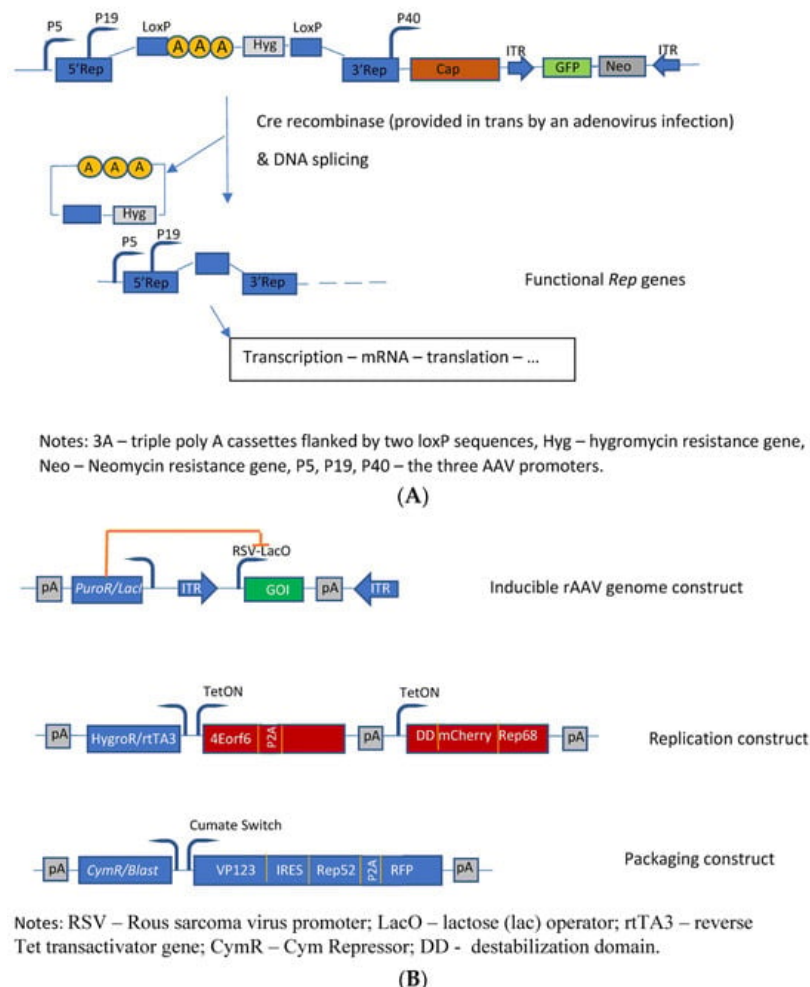 P5 P19 LoxP LoxP P40
A A A Hyg ITR ITR
5'Rep 3'Rep Cap GFP Neo
Cre recombinase (provided in trans by an adenovirus infection)
& DNA splicing
A A A
Hyg
P5 P19
5'Rep 3'Rep
Functional Rep genes
Transcription – mRNA – translation – ...
Notes: 3A – triple poly A cassettes flanked by two loxP sequences, Hyg – hygromycin resistance gene,
Neo – Neomycin resistance gene, P5, P19, P40 – the three AAV promoters.
(A)
RSV-LacO
pA PuroR/LacI ITR GOI pA ITR
Inducible rAAV genome construct
TetON TetON
pA HygroR/rtTA3 4Eorf6 P2A pA DD mCherry Rep68 pA
Replication construct
Cumate Switch
pA CymR/Blast VP123 IRES Rep52 P2A RFP pA
Packaging construct
Notes: RSV – Rous sarcoma virus promoter; LacO – lactose (lac) operator; rtTA3 – reverse
Tet transactivator gene; CymR – Cym Repressor; DD - destabilization domain.
(B)